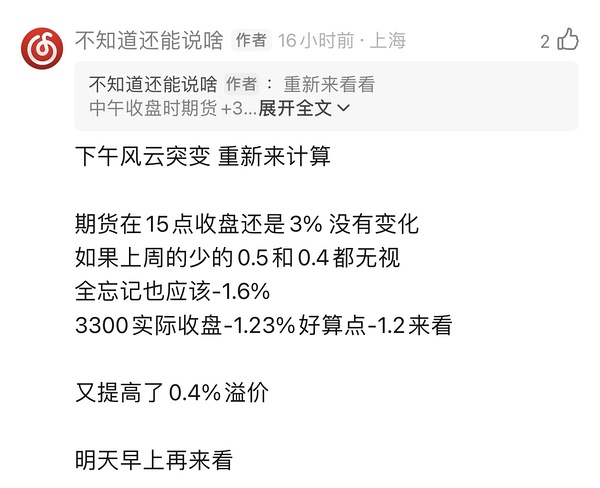 不知道还能说啥 作者 16小时前·上海 2
不知道还能说啥 作者：重新来看看
中午收盘时期货+3...展开全文
下午风云突变 重新来计算
期货在15点收盘还是3% 没有变化
如果上周的少的0.5和0.4都无视
全忘记也应该-1.6%
3300实际收盘-1.23%好算点-1.2来看
又提高了0.4%溢价
明天早上再来看